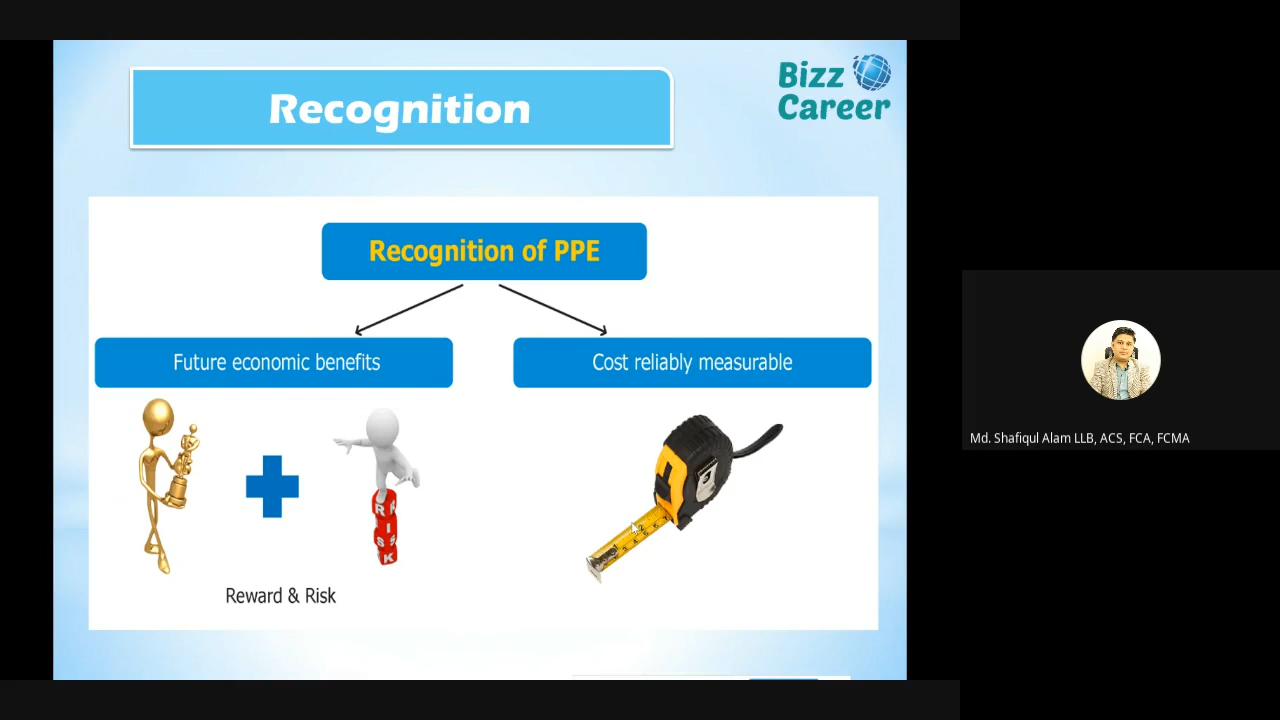 Recognition
Bizz
Career
Recognition of PPE
Future economic benefits
Cost reliably measurable
R
I
S
K
Reward & Risk
Md. Shafiqul Alam LLB, ACS, FCA, FCMA